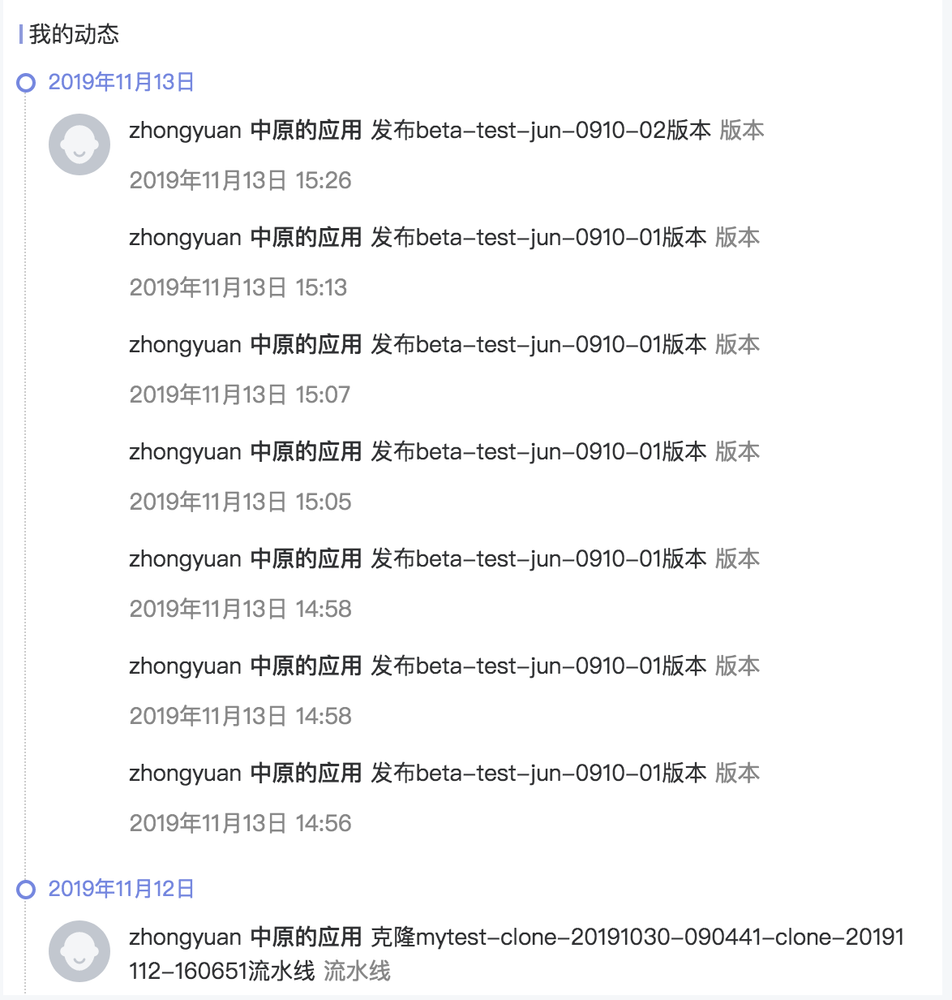 我的动态
2019年11月13日
zhongyuan 中原的应用 发布beta-test-jun-0910-02版本 版本
2019年11月13日 15:26
zhongyuan 中原的应用 发布beta-test-jun-0910-01版本 版本
2019年11月13日 15:13
zhongyuan 中原的应用 发布beta-test-jun-0910-01版本 版本
2019年11月13日 15:07
zhongyuan 中原的应用 发布beta-test-jun-0910-01版本 版本
2019年11月13日 15:05
zhongyuan 中原的应用 发布beta-test-jun-0910-01版本 版本
2019年11月13日 14:58
zhongyuan 中原的应用 发布beta-test-jun-0910-01版本 版本
2019年11月13日 14:58
zhongyuan 中原的应用 发布beta-test-jun-0910-01版本 版本
2019年11月13日 14:56
2019年11月12日
zhongyuan 中原的应用 克隆mytest-clone-20191030-090441-clone-20191
112-160651流水线 流水线